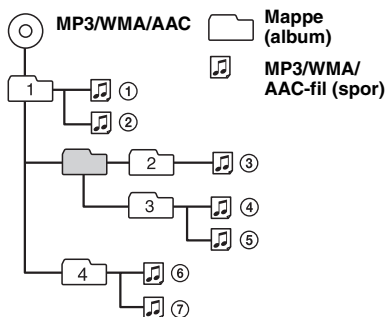 MP3/WMA/AAC
Mappe
(album)
MP3/WMA/
AAC-fil (spor)
1
①
②
2
③
3
④
⑤
4
⑥
⑦